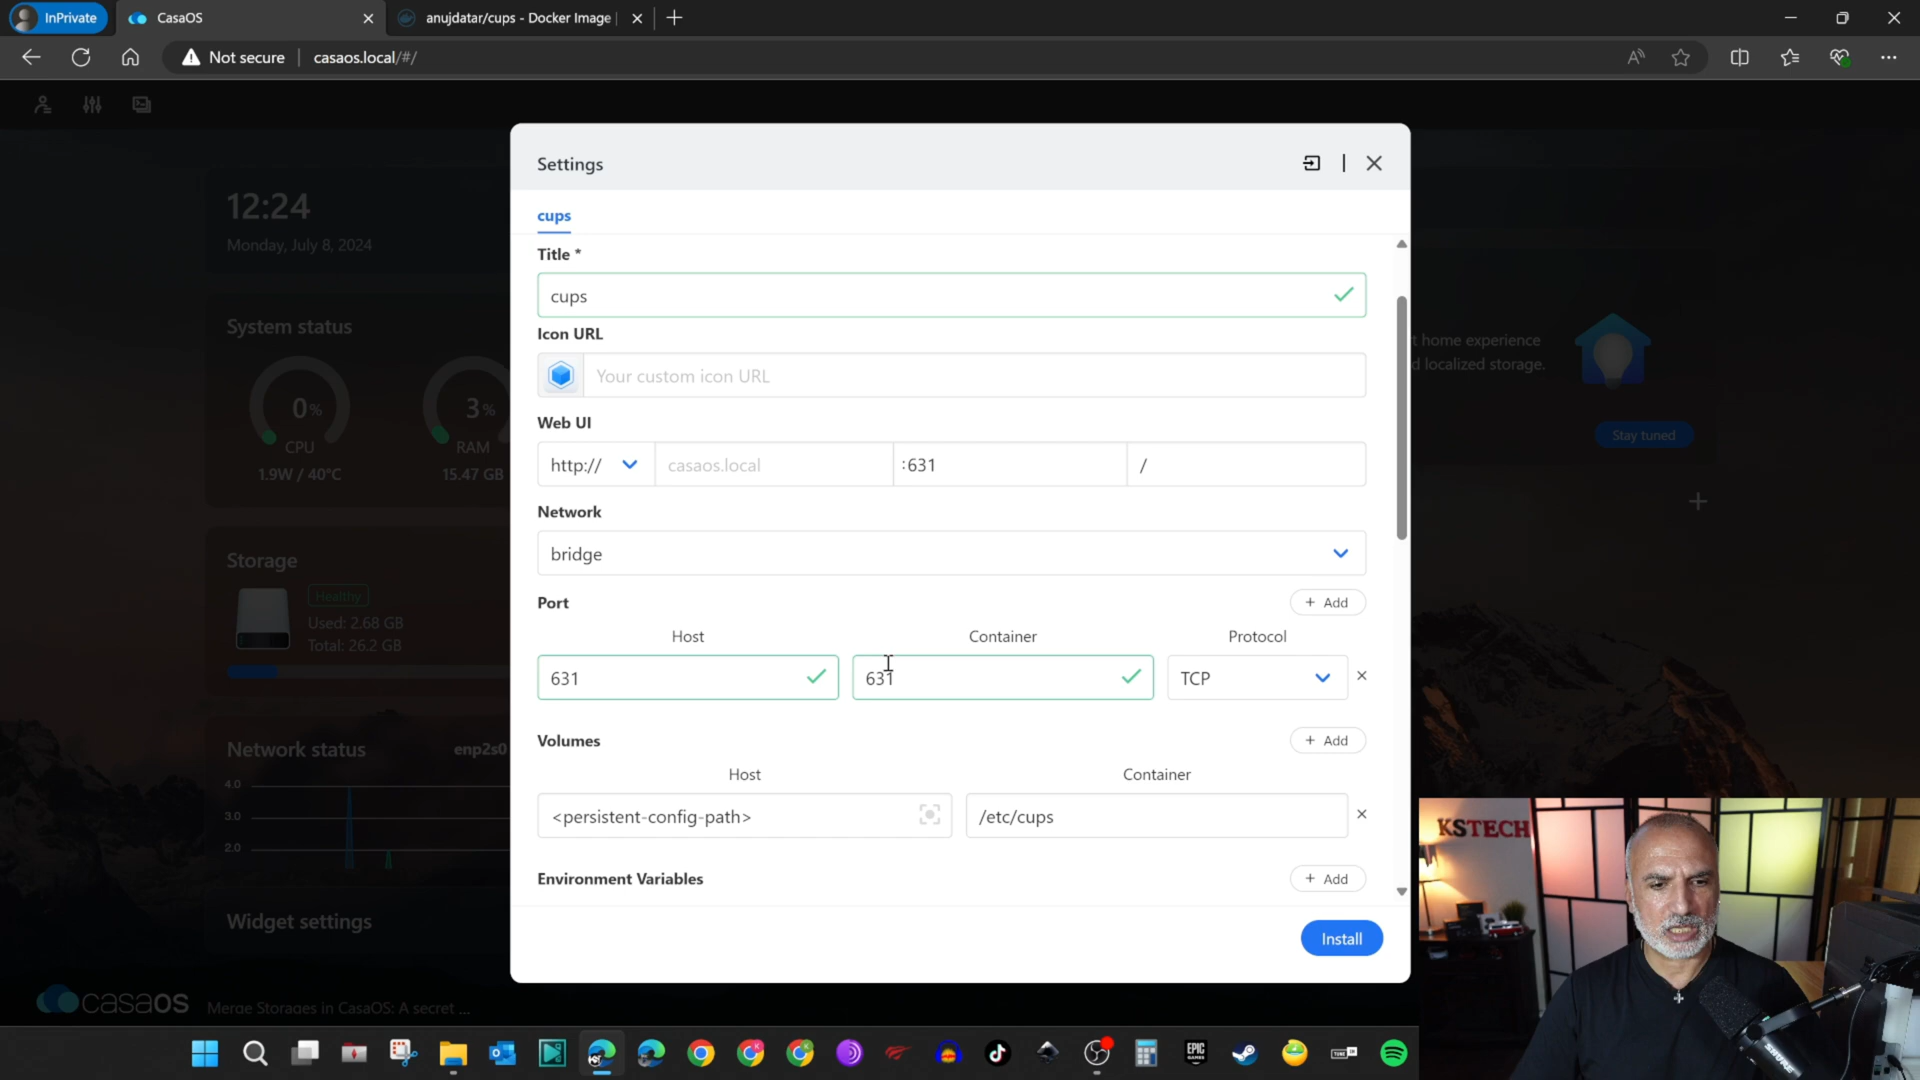 InPrivate
CasaOS
anujdatar/cups - Docker Image
Not secure
casaos.local/#/
12:24
Monday, July 8, 2024
System status
0%
CPU
1.9W / 40°C
3%
RAM
15.47 GB
Storage
Healthy
Used: 2.68 GB
Total: 26.2 GB
Network status
enp2s0
4.0
3.0
2.0
Widget settings
casaos
Merge Storages in CasaOS: A secret ...
Settings
cups
Title *
cups
Icon URL
Your custom icon URL
Web UI
http://
casaos.local
:631
/
Network
bridge
Port
+ Add
Host
Container
Protocol
631
631
TCP
Volumes
+ Add
Host
Container
<persistent-config-path>
/etc/cups
Environment Variables
+ Add
Install
t home experience
d localized storage.
Stay tuned
KSTECH
SHURE
EPIC
GAMES